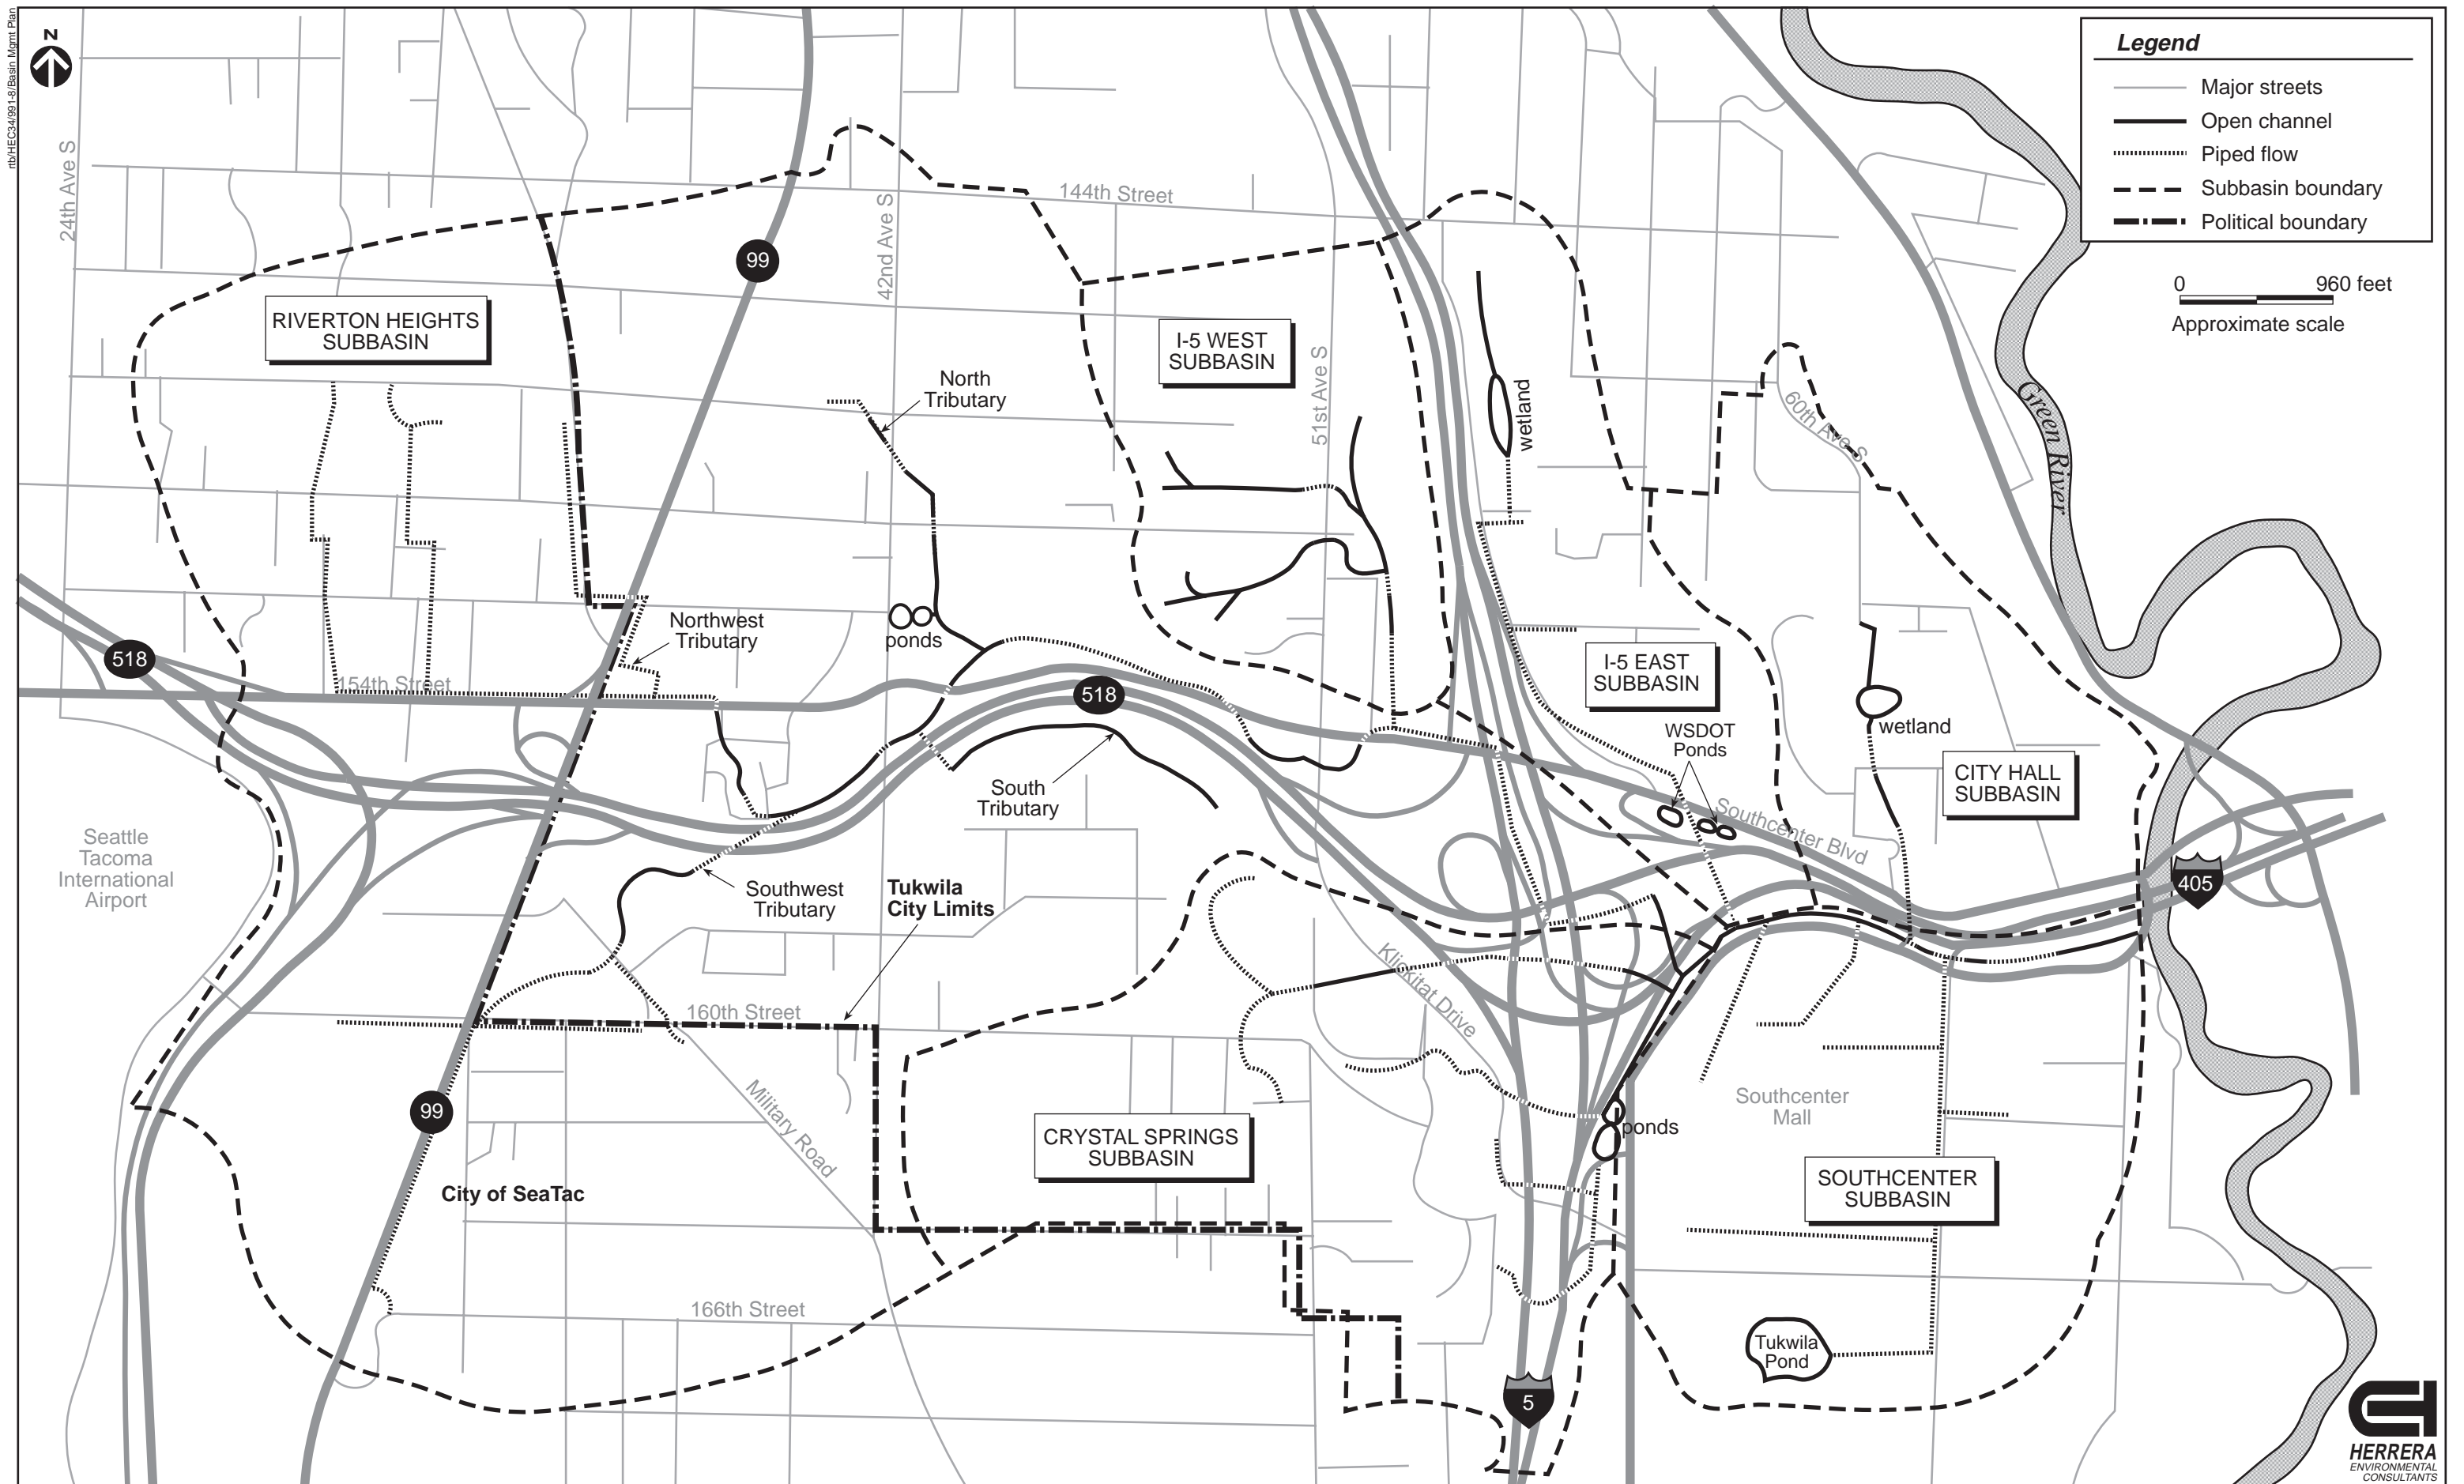 rtb/HEC34/991-8/Basin Mgmt Plan
N
Legend
Major streets
Open channel
Piped flow
Subbasin boundary
Political boundary
0 960 feet
Approximate scale
24th Ave S
144th Street
42nd Ave S
99
RIVERTON HEIGHTS
SUBBASIN
I-5 WEST
SUBBASIN
51st Ave S
North
Tributary
wetland
60th Ave S
Green River
Northwest
Tributary
ponds
518
154th Street
518
I-5 EAST
SUBBASIN
WSDOT
Ponds
wetland
CITY HALL
SUBBASIN
South
Tributary
Southcenter Blvd
Seattle
Tacoma
International
Airport
Southwest
Tributary
Tukwila
City Limits
405
Klickitat Drive
160th Street
Military Road
99
CRYSTAL SPRINGS
SUBBASIN
Southcenter
Mall
ponds
City of SeaTac
SOUTHCENTER
SUBBASIN
166th Street
Tukwila
Pond
5
HERRERA
ENVIRONMENTAL
CONSULTANTS